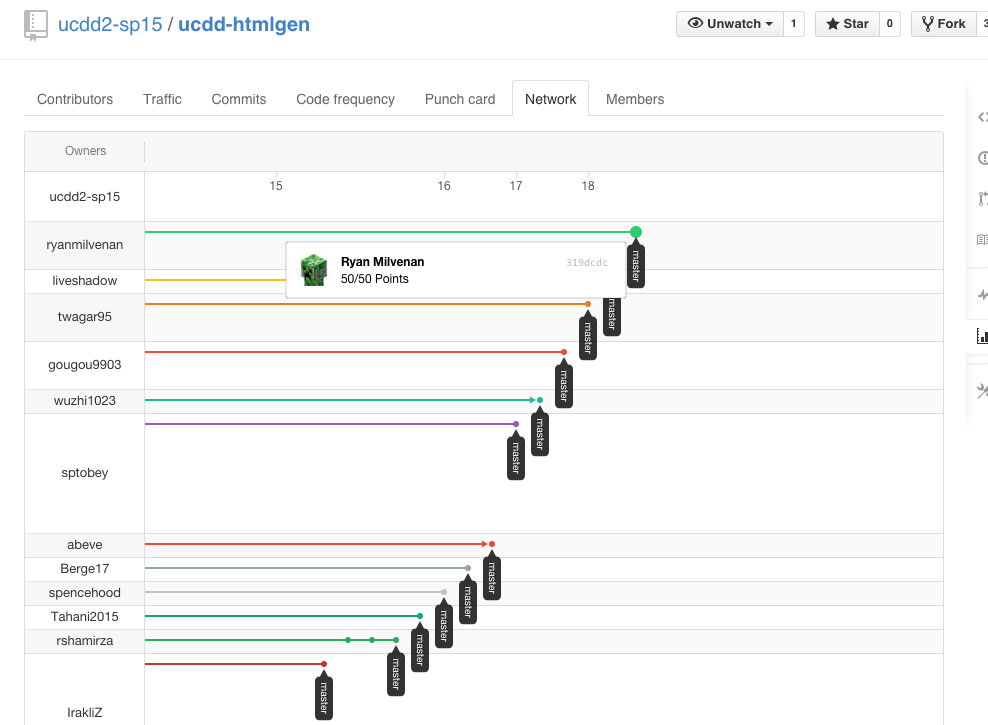 ucdd2-sp15 / ucdd-htmlgen
Unwatch 1 Star 0 Fork
Contributors Traffic Commits Code frequency Punch card Network Members
Owners
15 16 17 18
ucdd2-sp15
ryanmilvenan
master
Ryan Milvenan 319dcdc
50/50 Points
liveshadow
master
twagar95
master
gougou9903
master
wuzhi1023
master
sptobey
master
abeve
master
Berge17
master
spencehood
master
Tahani2015
master
rshamirza
master
IrakliZ
master